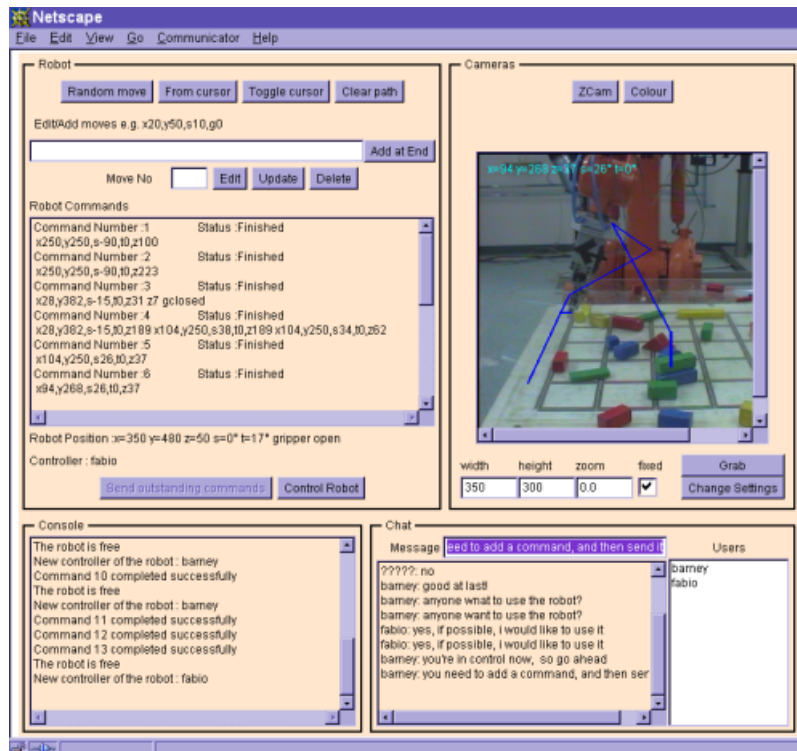 Netscape
File Edit View Go Communicator Help
Robot
Random move From cursor Toggle cursor Clear path
Edit/Add moves e.g. x20,y50,s10,g0
Add at End
Move No Edit Update Delete
Robot Commands
Command Number :1 Status :Finished
x250,y250,s-90,t0,z100
Command Number :2 Status :Finished
x250,y250,s-90,t0,z223
Command Number :3 Status :Finished
x28,y382,s-15,t0,z31 z7 gclosed
Command Number :4 Status :Finished
x28,y382,s-15,t0,z189 x104,y250,s38,t0,z189 x104,y250,s34,t0,z62
Command Number :5 Status :Finished
x104,y250,s26,t0,z37
Command Number :6 Status :Finished
x94,y268,s26,t0,z37
Robot Position :x=350 y=480 z=50 s=0° t=17° gripper open
Controller : fabio
Send outstanding commands Control Robot
Cameras
ZCam Colour
x=94 y=268 z=37 s=26° t=0°
width height zoom fixed Grab
350 300 0.0 Change Settings
Console
The robot is free
New controller of the robot : barney
Command 10 completed successfully
The robot is free
New controller of the robot : barney
Command 11 completed successfully
Command 12 completed successfully
Command 13 completed successfully
The robot is free
New controller of the robot : fabio
Chat
Message eed to add a command, and then send it Users
?????: no
barney: good at last!
barney: anyone wnat to use the robot?
barney: anyone want to use the robot?
fabio: yes, if possible, i would like to use it
fabio: yes, if possible, i would like to use it
barney: you're in control now, so go ahead
barney: you need to add a command, and then ser
barney
fabio